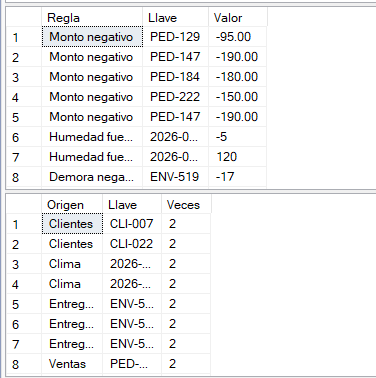 Regla Llave Valor
1 Monto negativo PED-129 -95.00
2 Monto negativo PED-147 -190.00
3 Monto negativo PED-184 -180.00
4 Monto negativo PED-222 -150.00
5 Monto negativo PED-147 -190.00
6 Humedad fue... 2026-0... -5
7 Humedad fue... 2026-0... 120
8 Demora nega... ENV-519 -17
Origen Llave Veces
1 Clientes CLI-007 2
2 Clientes CLI-022 2
3 Clima 2026-... 2
4 Clima 2026-... 2
5 Entreg... ENV-5... 2
6 Entreg... ENV-5... 2
7 Entreg... ENV-5... 2
8 Ventas PED-... 2